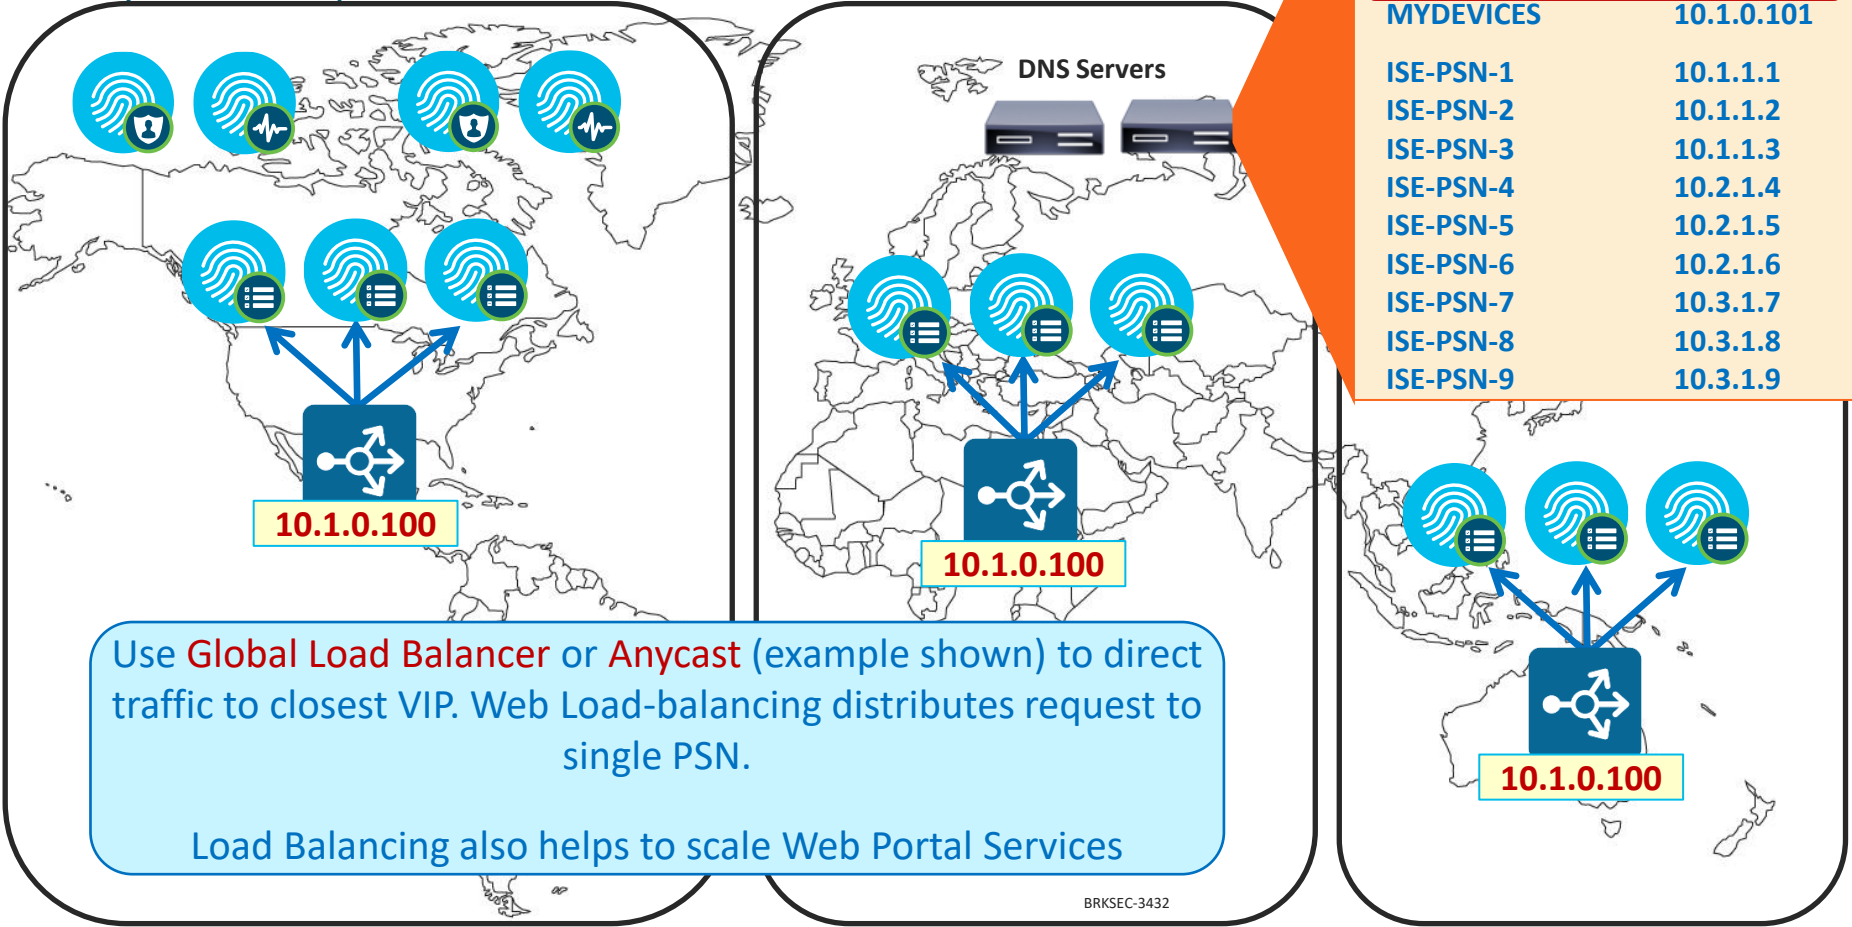 MYDEVICES 10.1.0.101
DNS Servers
ISE-PSN-1 10.1.1.1
ISE-PSN-2 10.1.1.2
ISE-PSN-3 10.1.1.3
ISE-PSN-4 10.2.1.4
ISE-PSN-5 10.2.1.5
ISE-PSN-6 10.2.1.6
ISE-PSN-7 10.3.1.7
ISE-PSN-8 10.3.1.8
ISE-PSN-9 10.3.1.9
10.1.0.100
10.1.0.100
10.1.0.100
Use Global Load Balancer or Anycast (example shown) to direct
traffic to closest VIP. Web Load-balancing distributes request to
single PSN.
Load Balancing also helps to scale Web Portal Services
BRKSEC-3432